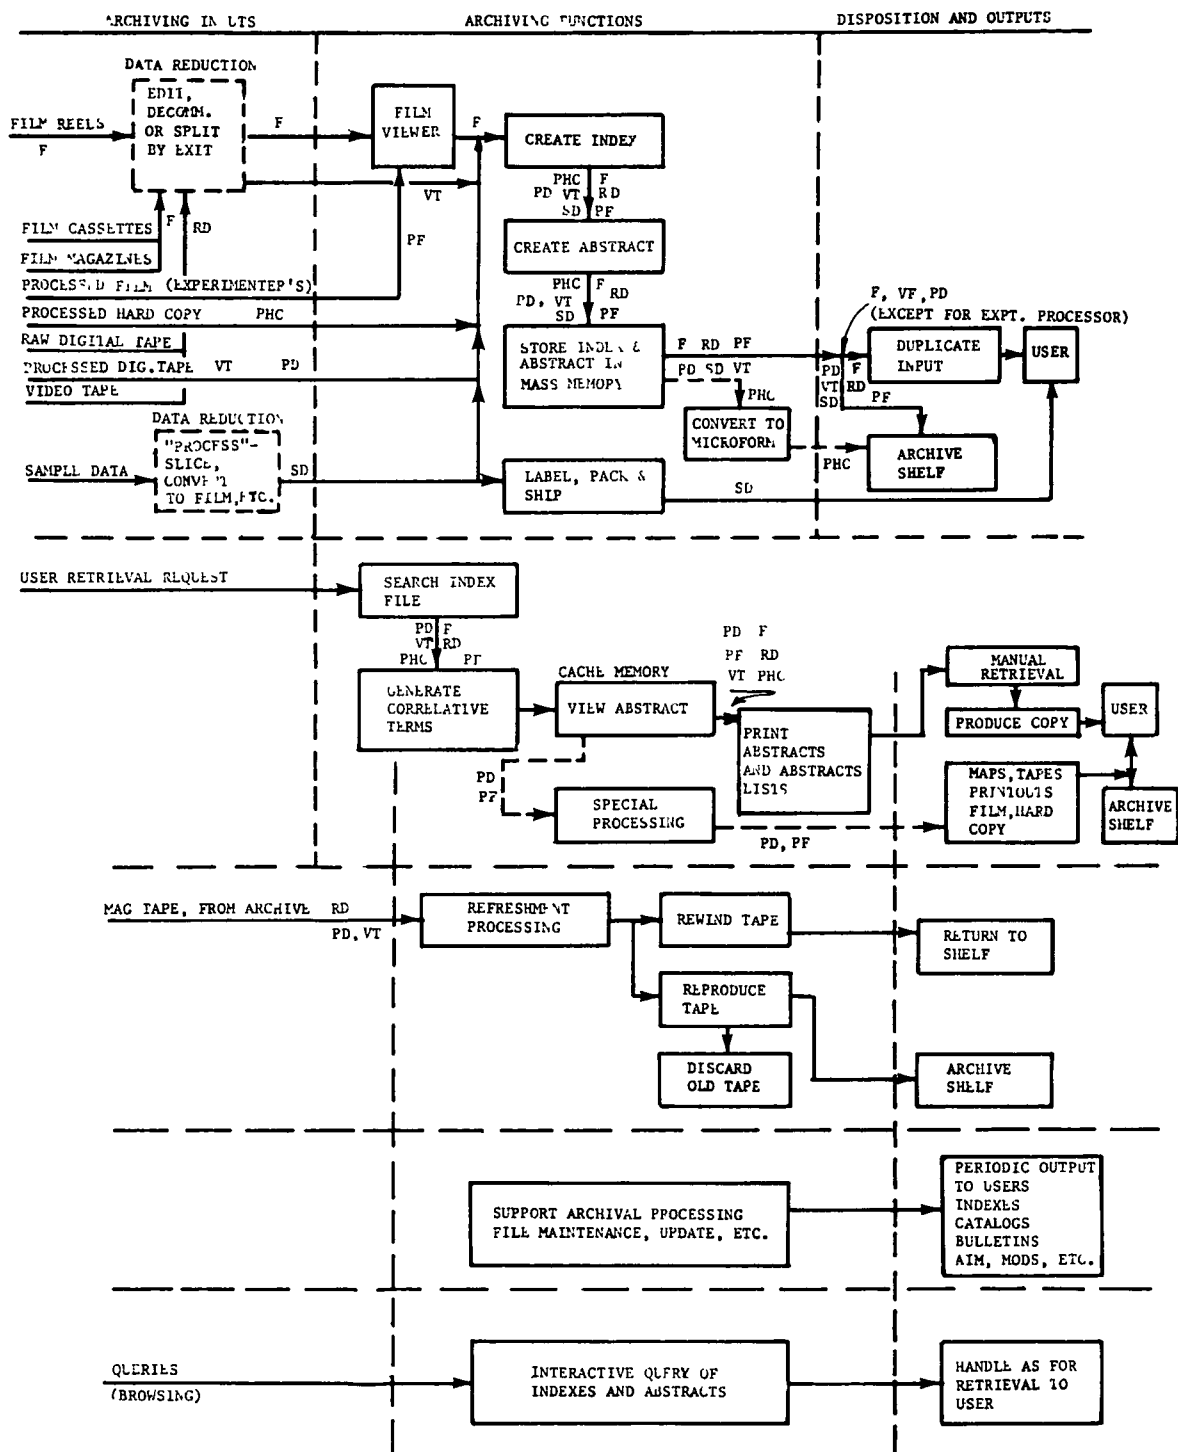 ARCHIVING INPUTS
ARCHIVING FUNCTIONS
DISPOSITION AND OUTPUTS
DATA REDUCTION
EDIT,
DECOMM.
OR SPLIT
BY EXIT
FILM REELS
F
F
FILM
VIEWER
F
CREATE INDEX
VT
PHC F
PD VT RD
SD PF
F
RD
PF
FILM CASSETTES
FILM MAGAZINES
CREATE ABSTRACT
PROCESSED FILM (EXPERIMENTER'S)
PHC F
PD, VT RD
SD PF
PROCESSED HARD COPY PHC
F, VF, PD
(EXCEPT FOR EXPT. PROCESSOR)
RAW DIGITAL TAPE
STORE INDEX &
ABSTRACT IN
MASS MEMORY
F RD PF
PD SD VT
DUPLICATE
INPUT
USER
PROCESSED DIG.TAPE VT PD
PD F
VT RD
SD
PF
VIDEO TAPE
PHC
DATA REDUCTION
CONVERT TO
MICROFORM
PHC
ARCHIVE
SHELF
"PROCESS"-
SLICE,
CONVERT
TO FILM,ETC.
SAMPLE DATA
SD
LABEL, PACK &
SHIP
SD
USER RETRIEVAL REQUEST
SEARCH INDEX
FILE
PD F
VT RD
PHC PF
PD F
PF RD
VT PHC
GENERATE
CORRELATIVE
TERMS
CACHE MEMORY
VIEW ABSTRACT
PRINT
ABSTRACTS
AND ABSTRACTS
LISTS
MANUAL
RETRIEVAL
PRODUCE COPY
USER
PD
PF
SPECIAL
PROCESSING
PD, PF
MAPS, TAPES
PRINTOUTS
FILM, HARD
COPY
ARCHIVE
SHELF
MAG TAPE, FROM ARCHIVE RD
PD, VT
REFRESHMENT
PROCESSING
REWIND TAPE
RETURN TO
SHELF
REPRODUCE
TAPE
DISCARD
OLD TAPE
ARCHIVE
SHELF
SUPPORT ARCHIVAL PROCESSING
FILE MAINTENANCE, UPDATE, ETC.
PERIODIC OUTPUT
TO USERS
INDEXES
CATALOGS
BULLETINS
AIM, MODS, ETC.
QUERIES
(BROWSING)
INTERACTIVE QUERY OF
INDEXES AND ABSTRACTS
HANDLE AS FOR
RETRIEVAL TO
USER